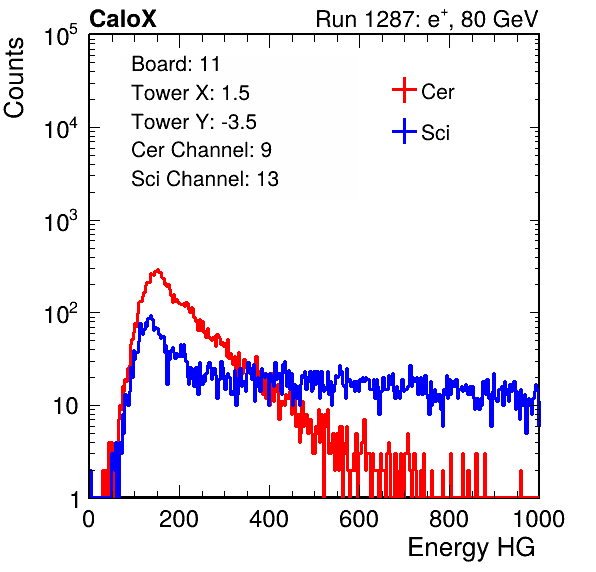 CaloX Run 1287: e⁺, 80 GeV
Counts
10⁵
10⁴
10³
10²
10
1
Board: 11
Tower X: 1.5
Tower Y: -3.5
Cer Channel: 9
Sci Channel: 13
Cer
Sci
0 200 400 600 800 1000
Energy HG